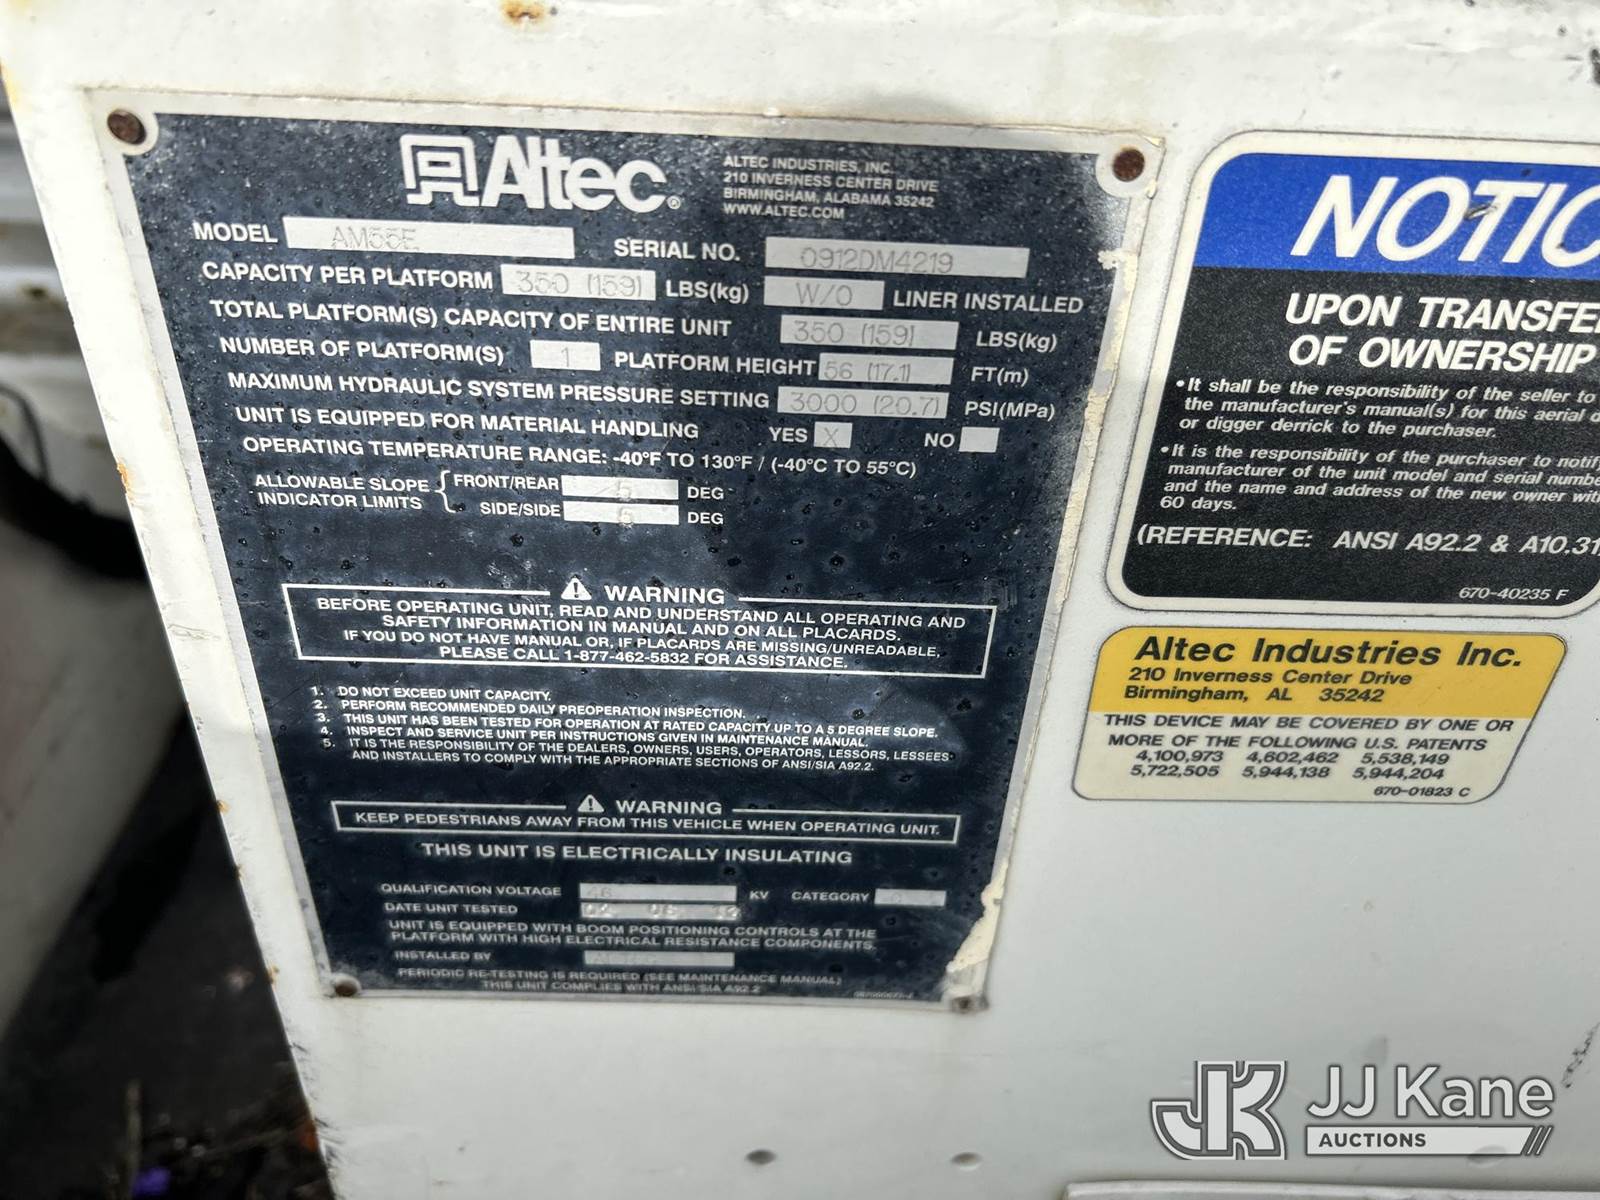 Altec®
ALTEC INDUSTRIES, INC.
210 INVERNESS CENTER DRIVE
BIRMINGHAM, ALABAMA 35242
WWW.ALTEC.COM
MODEL AM55E SERIAL NO. 0912DM4219
CAPACITY PER PLATFORM 350 (159) LBS(kg) W/O LINER INSTALLED
TOTAL PLATFORM(S) CAPACITY OF ENTIRE UNIT 350 (159) LBS(kg)
NUMBER OF PLATFORM(S) 1 PLATFORM HEIGHT 56 (17.1) FT(m)
MAXIMUM HYDRAULIC SYSTEM PRESSURE SETTING 3000 (20.7) PSI(MPa)
UNIT IS EQUIPPED FOR MATERIAL HANDLING YES X NO
OPERATING TEMPERATURE RANGE: -40°F TO 130°F / (-40°C TO 55°C)
ALLOWABLE SLOPE INDICATOR LIMITS
FRONT/REAR 5 DEG
SIDE/SIDE 5 DEG
WARNING
BEFORE OPERATING UNIT, READ AND UNDERSTAND ALL OPERATING AND
SAFETY INFORMATION IN MANUAL AND ON ALL PLACARDS.
IF YOU DO NOT HAVE MANUAL OR, IF PLACARDS ARE MISSING/UNREADABLE,
PLEASE CALL 1-877-462-5832 FOR ASSISTANCE.
1. DO NOT EXCEED UNIT CAPACITY.
2. PERFORM RECOMMENDED DAILY PREOPERATION INSPECTION.
3. THIS UNIT HAS BEEN TESTED FOR OPERATION AT RATED CAPACITY UP TO A 5 DEGREE SLOPE.
4. INSPECT AND SERVICE UNIT PER INSTRUCTIONS GIVEN IN MAINTENANCE MANUAL.
5. IT IS THE RESPONSIBILITY OF THE DEALERS, OWNERS, USERS, OPERATORS, LESSORS, LESSEES
AND INSTALLERS TO COMPLY WITH THE APPROPRIATE SECTIONS OF ANSI/SIA A92.2.
WARNING
KEEP PEDESTRIANS AWAY FROM THIS VEHICLE WHEN OPERATING UNIT.
THIS UNIT IS ELECTRICALLY INSULATING
QUALIFICATION VOLTAGE 46 KV CATEGORY
DATE UNIT TESTED
UNIT IS EQUIPPED WITH BOOM POSITIONING CONTROLS AT THE
PLATFORM WITH HIGH ELECTRICAL RESISTANCE COMPONENTS.
INSTALLED BY ALTEC
PERIODIC RE-TESTING IS REQUIRED (SEE MAINTENANCE MANUAL)
THIS UNIT COMPLIES WITH ANSI/SIA A92.2
NOTIC
UPON TRANSFE
OF OWNERSHIP
•It shall be the responsibility of the seller to
the manufacturer's manual(s) for this aerial d
or digger derrick to the purchaser.
•It is the responsibility of the purchaser to notify
manufacturer of the unit model and serial numbe
and the name and address of the new owner with
60 days.
(REFERENCE: ANSI A92.2 & A10.31
670-40235 F
Altec Industries Inc.
210 Inverness Center Drive
Birmingham, AL 35242
THIS DEVICE MAY BE COVERED BY ONE OR
MORE OF THE FOLLOWING U.S. PATENTS
4,100,973 4,602,462 5,538,149
5,722,505 5,944,138 5,944,204
670-01823 C
JK JJ Kane
AUCTIONS